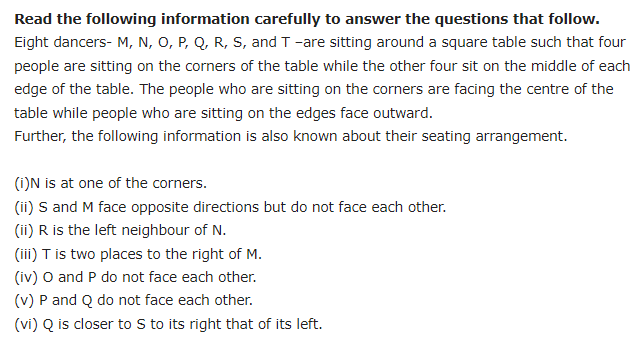 Read the following information carefully to answer the questions that follow.
Eight dancers- M, N, O, P, Q, R, S, and T –are sitting around a square table such that four
people are sitting on the corners of the table while the other four sit on the middle of each
edge of the table. The people who are sitting on the corners are facing the centre of the
table while people who are sitting on the edges face outward.
Further, the following information is also known about their seating arrangement.
(i)N is at one of the corners.
(ii) S and M face opposite directions but do not face each other.
(ii) R is the left neighbour of N.
(iii) T is two places to the right of M.
(iv) O and P do not face each other.
(v) P and Q do not face each other.
(vi) Q is closer to S to its right that of its left.